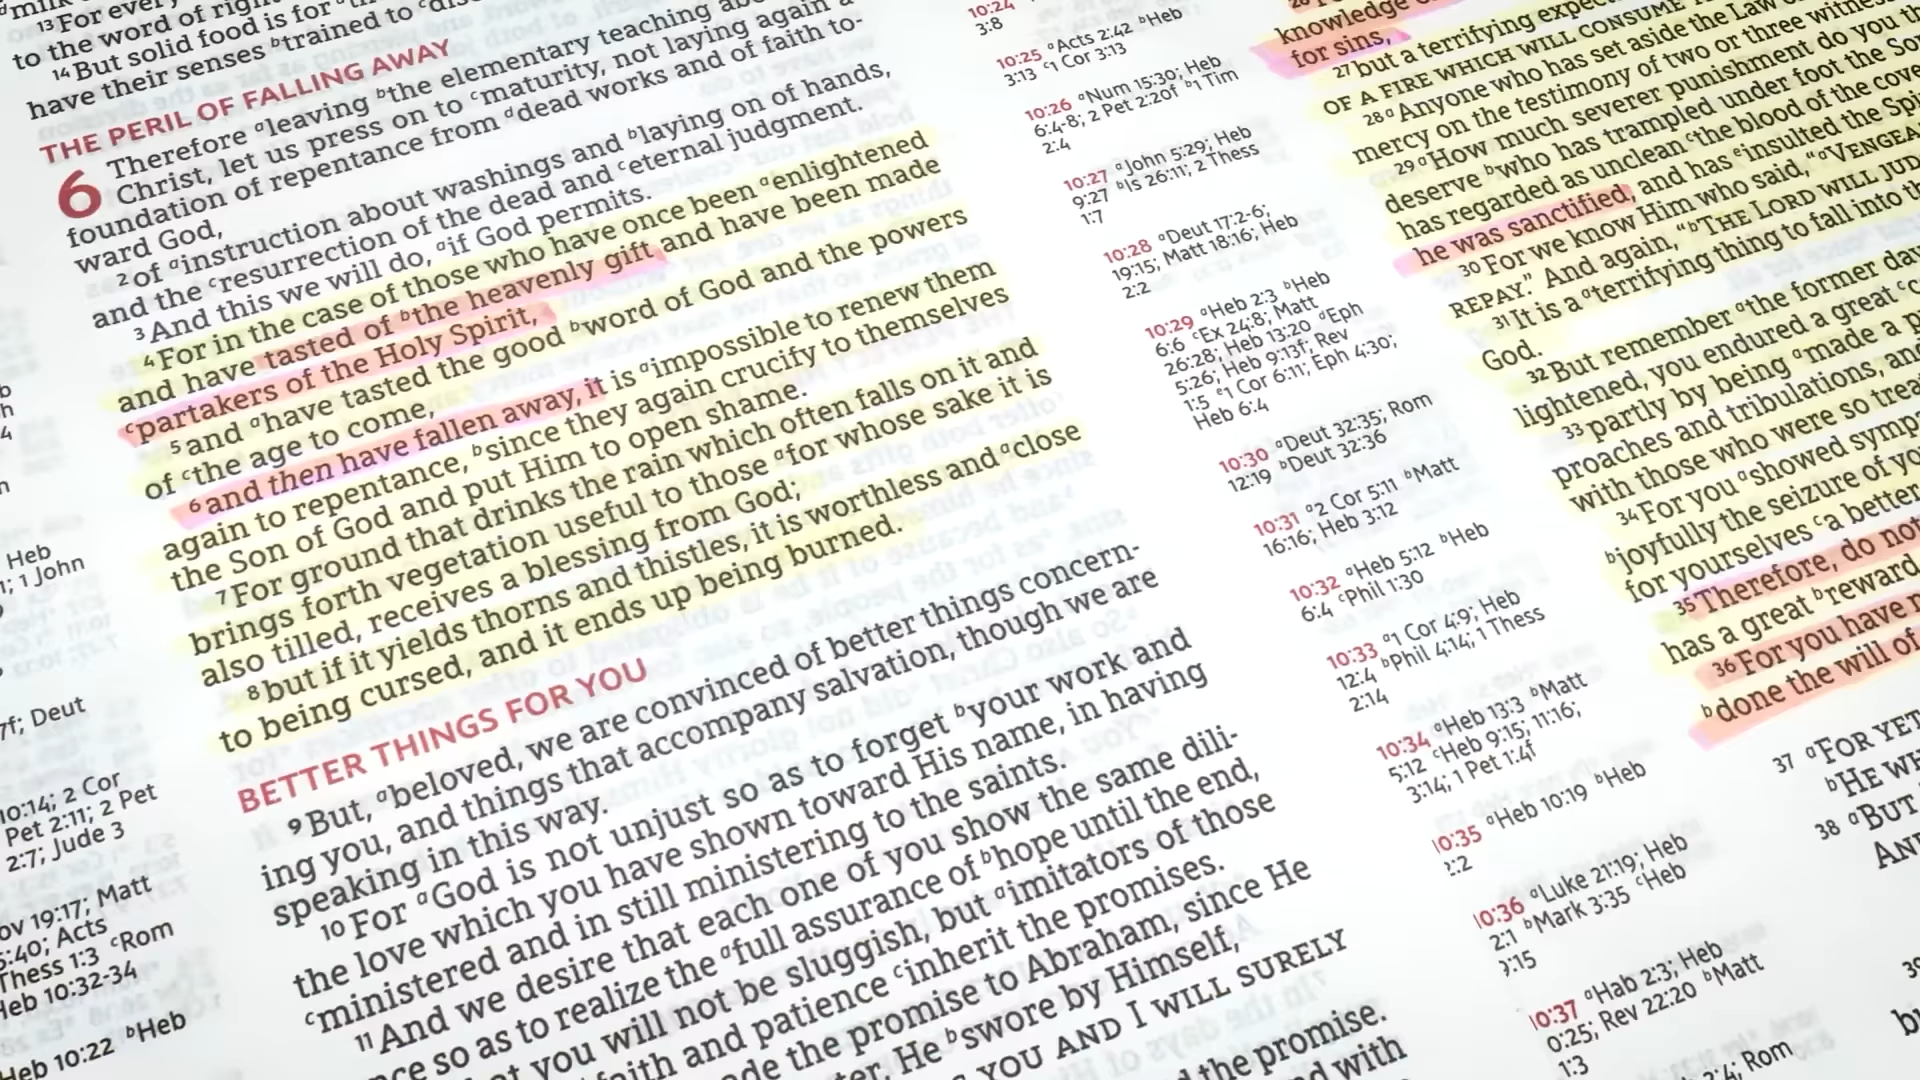 13 For every
to the word of right
14 But solid food is for
have their senses btrained to
THE PERIL OF FALLING AWAY
6 Therefore aleaving bthe elementary teaching
Christ, let us press on to cmaturity, not laying again a
foundation of repentance from ddead works and of faith to-
ward God,
2 of ainstruction about washings and blaying on of hands,
and the cresurrection of the dead and ceternal judgment.
3 And this we will do, aif God permits.
4 For in the case of those who have once been aenlightened
and have tasted of bthe heavenly gift and have been made
cpartakers of the Holy Spirit,
5 and ahave tasted the good bword of God and the powers
of cthe age to come,
6 and then have fallen away, it is aimpossible to renew them
again to repentance, bsince they again crucify to themselves
the Son of God and put Him to open shame.
7 For ground that drinks the rain which often falls on it and
brings forth vegetation useful to those afor whose sake it is
also tilled, receives a blessing from God;
8 but if it yields thorns and thistles, it is worthless and aclose
to being cursed, and it ends up being burned.
BETTER THINGS FOR YOU
9 But, abeloved, we are convinced of better things concern-
ing you, and things that accompany salvation, though we are
speaking in this way.
10 For aGod is not unjust so as to forget byour work and
the love which you have shown toward His name, in having
cministered and in still ministering to the saints.
11 And we desire that each one of you show the same dili-
so as to realize the afull assurance of bhope until the end,
you will not be sluggish, but aimitators of those
and patience cinherit the promises.
the promise to Abraham, since He
He bswore by Himself,
YOU AND I WILL SURELY
the promise.
with
Heb
1 John
Deut
10:14; 2 Cor
Pet 2:11; 2 Pet
2:7; Jude 3
19:17; Matt
5:40; Acts
Thess 1:3 cRom
Heb 10:32-34
Heb 10:22 bHeb
10:24
3:8
10:25 aActs 2:42 bHeb
3:13 c1 Cor 3:13
10:26 aNum 15:30; Heb
6:4-8; 2 Pet 2:20f b1 Tim
2:4
10:27 aJohn 5:29; Heb
9:27 bIs 26:11; 2 Thess
1:7
10:28 aDeut 17:2-6;
19:15; Matt 18:16; Heb
2:2
10:29 aHeb 2:3 bHeb
6:6 cEx 24:8; Matt
26:28; Heb 13:20 dEph
5:26; Heb 9:13f; Rev
1:5 e1 Cor 6:11; Eph 4:30;
Heb 6:4
10:30 aDeut 32:35; Rom
12:19 bDeut 32:36
10:31 a2 Cor 5:11 bMatt
16:16; Heb 3:12
10:32 aHeb 5:12 bHeb
6:4 cPhil 1:30
10:33 a1 Cor 4:9; Heb
12:4 bPhil 4:14; 1 Thess
2:14
10:34 aHeb 13:3 bMatt
5:12 cHeb 9:15; 11:16;
3:14; 1 Pet 1:4f
10:35 aHeb 10:19 bHeb
2:2
10:36 aLuke 21:19; Heb
2:1 bMark 3:35 cHeb
9:15
10:37 aHab 2:3; Heb
0:25; Rev 22:20 bMatt
1:3
Rom
knowledge
for sins,
27 but a terrifying
OF A FIRE WHICH WILL CONSUME
28 aAnyone who has set aside the Law
mercy on the testimony of two or three
29 aHow much severer punishment do you
deserve bwho has trampled under foot the
has regarded as unclean cthe blood of the
he was sanctified, and has einsulted the
30 For we know Him who said, "aVENGEA
REPAY." And again, "bTHE LORD WILL
31 It is a aterrifying thing to fall into
God.
32 But remember athe former
lightened, you endured a great
33 partly by being amade a
proaches and tribulations,
with those who were so
34 For you ashowed
bjoyfully the seizure of
for yourselves ca better
35 Therefore, do not
has a great breward
36 For you have
bdone the will of
37 aFOR YET
bHE
38 aBUT